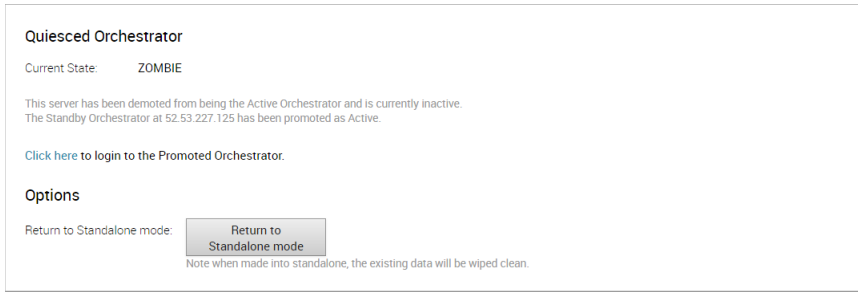 Quiesced Orchestrator
Current State: ZOMBIE
This server has been demoted from being the Active Orchestrator and is currently inactive.
The Standby Orchestrator at 52.53.227.125 has been promoted as Active.
Click here to login to the Promoted Orchestrator.
Options
Return to Standalone mode: Return to
Standalone mode
Note when made into standalone, the existing data will be wiped clean.